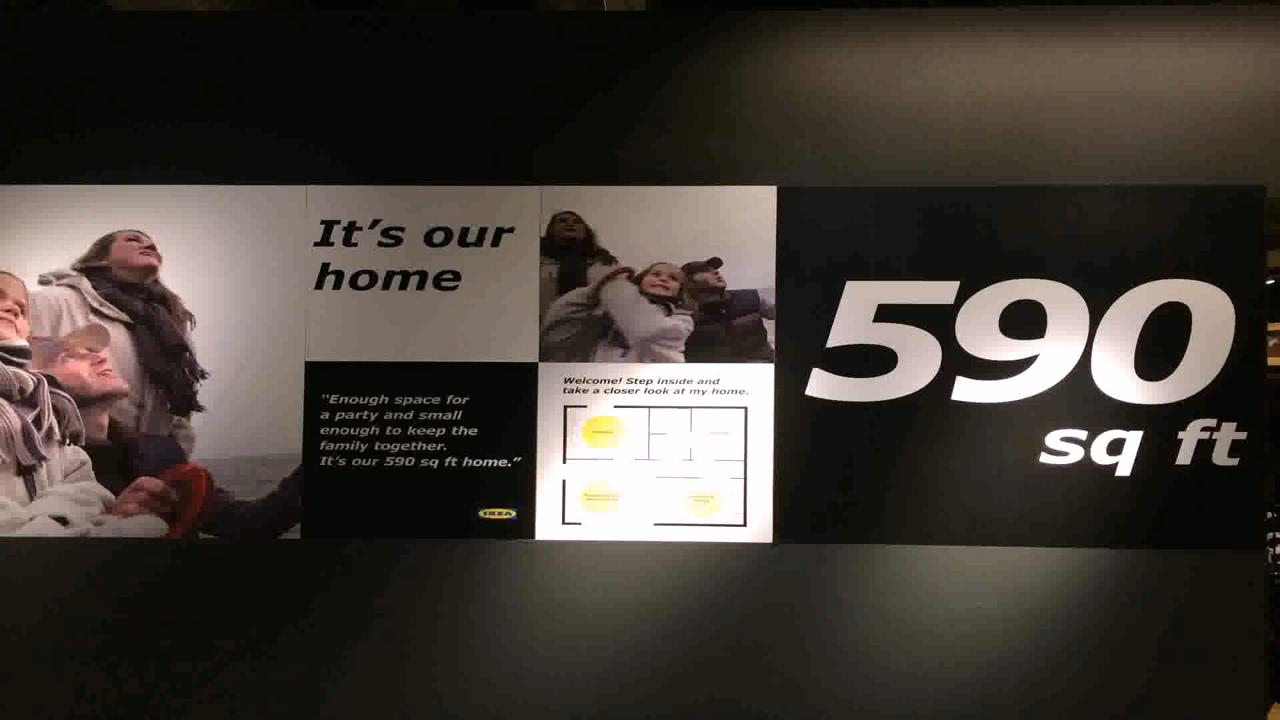 It's our
home
"Enough space for
a party and small
enough to keep the
family together.
It's our 590 sq ft home."
IKEA
Welcome! Step inside and
take a closer look at my home.
590
sq ft